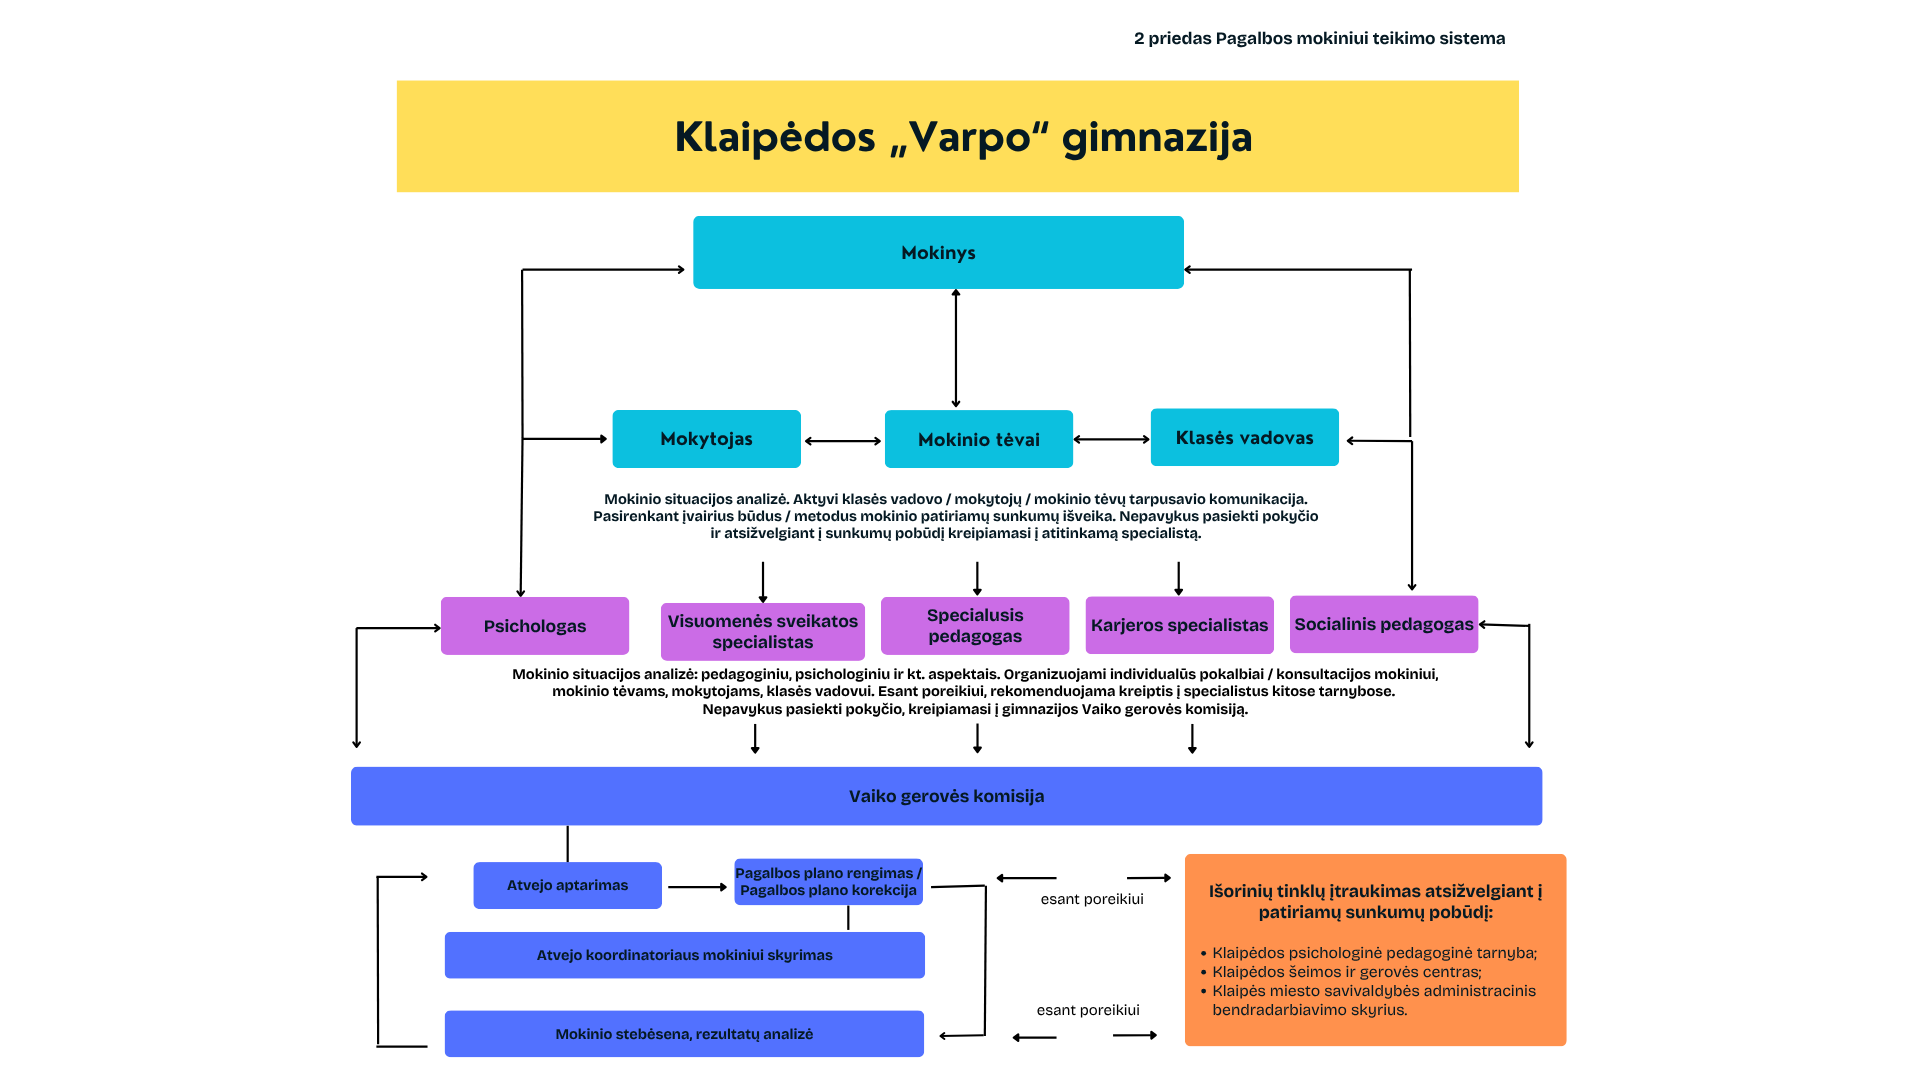 2 priedas Pagalbos mokiniui teikimo sistema
Klaipėdos „Varpo“ gimnazija
Mokinys
Mokytojas
Mokinio tėvai
Klasės vadovas
Mokinio situacijos analizė. Aktyvi klasės vadovo / mokytojų / mokinio tėvų tarpusavio komunikacija.
Pasirenkant įvairius būdus / metodus mokinio patiriamų sunkumų išveika. Nepavykus pasiekti pokyčio
ir atsižvelgiant į sunkumų pobūdį kreipiamasi į atitinkamą specialistą.
Psichologas
Visuomenės sveikatos
specialistas
Specialusis
pedagogas
Karjeros specialistas
Socialinis pedagogas
Mokinio situacijos analizė: pedagoginiu, psichologiniu ir kt. aspektais. Organizuojami individualūs pokalbiai / konsultacijos mokiniui,
mokinio tėvams, mokytojams, klasės vadovui. Esant poreikiui, rekomenduojama kreiptis į specialistus kitose tarnybose.
Nepavykus pasiekti pokyčio, kreipiamasi į gimnazijos Vaiko gerovės komisiją.
Vaiko gerovės komisija
Atvejo aptarimas
Pagalbos plano rengimas /
Pagalbos plano korekcija
esant poreikiui
Atvejo koordinatoriaus mokiniui skyrimas
Mokinio stebėsena, rezultatų analizė
esant poreikiui
Išorinių tinklų įtraukimas atsižvelgiant į
patiriamų sunkumų pobūdį:
• Klaipėdos psichologinė pedagoginė tarnyba;
• Klaipėdos šeimos ir gerovės centras;
• Klaipės miesto savivaldybės administracinis
bendradarbiavimo skyrius.